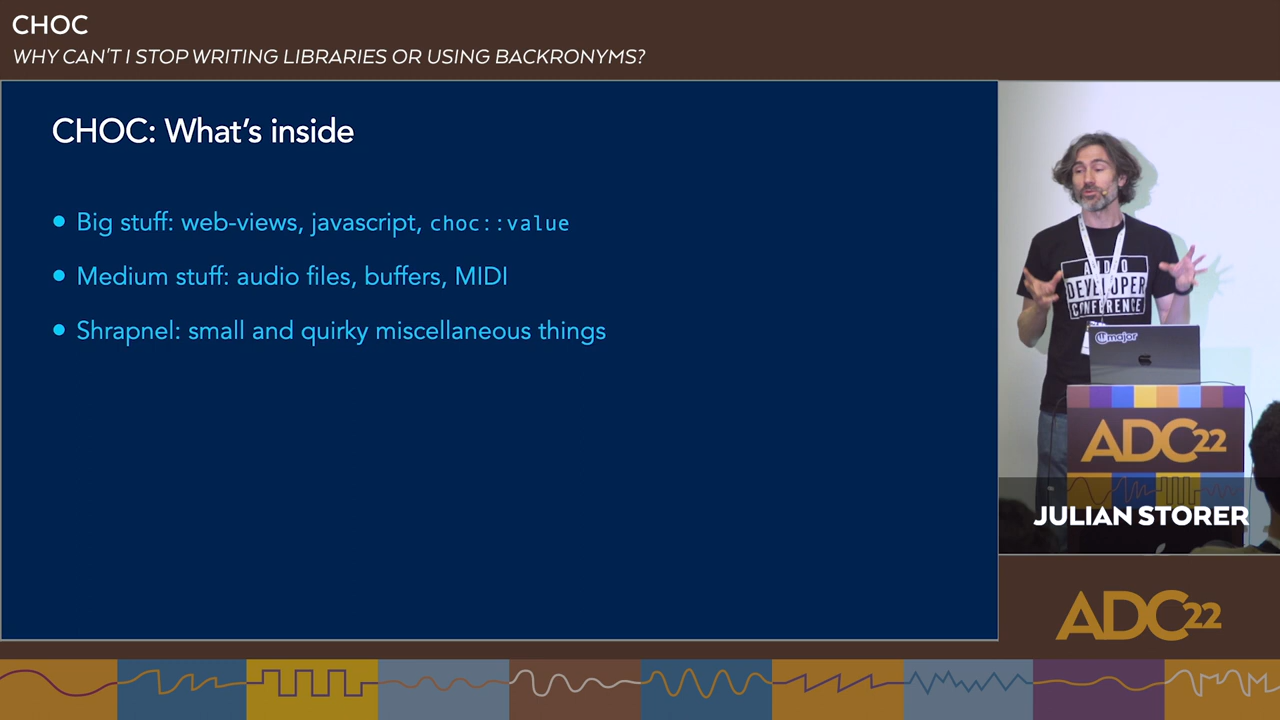 CHOC
WHY CAN'T I STOP WRITING LIBRARIES OR USING BACKRONYMS?
CHOC: What's inside
● Big stuff: web-views, javascript, choc::value
● Medium stuff: audio files, buffers, MIDI
● Shrapnel: small and quirky miscellaneous things
AUDIO
DEVELOPER
CONFERENCE
cmajor
ADC22
JULIAN STORER
ADC22